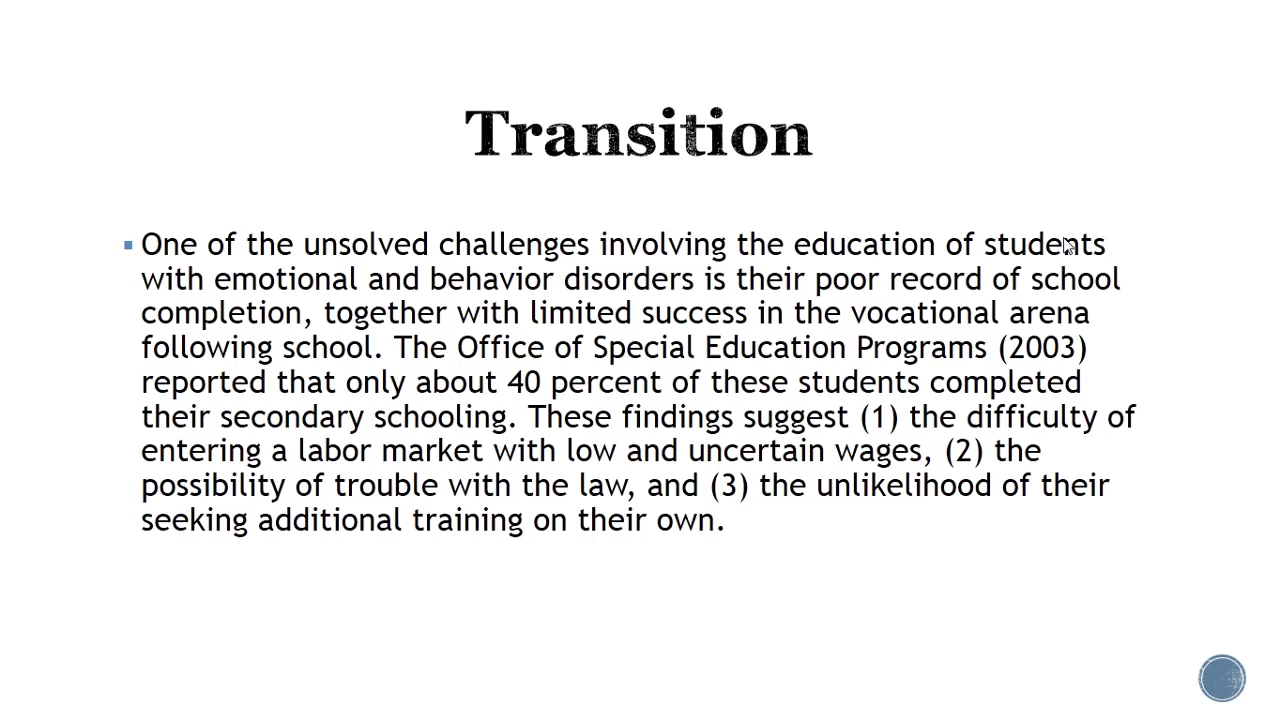 Transition
One of the unsolved challenges involving the education of students
with emotional and behavior disorders is their poor record of school
completion, together with limited success in the vocational arena
following school. The Office of Special Education Programs (2003)
reported that only about 40 percent of these students completed
their secondary schooling. These findings suggest (1) the difficulty of
entering a labor market with low and uncertain wages, (2) the
possibility of trouble with the law, and (3) the unlikelihood of their
seeking additional training on their own.